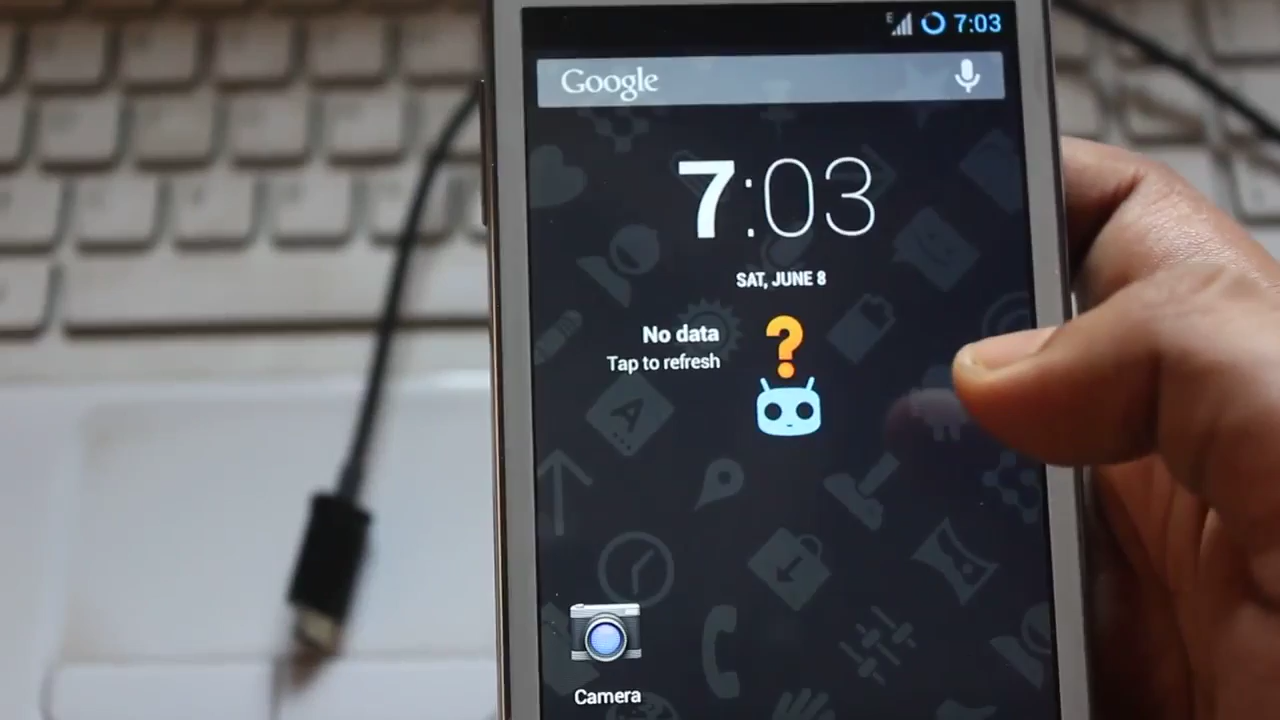 E 7:03
Google
7:03
SAT, JUNE 8
No data
Tap to refresh
?
A
Camera